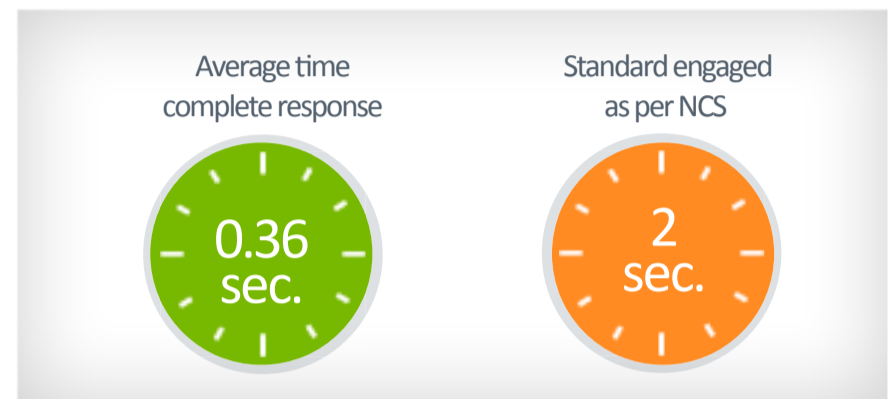 Average time
complete response
0.36
sec.
Standard engaged
as per NCS
2
sec.